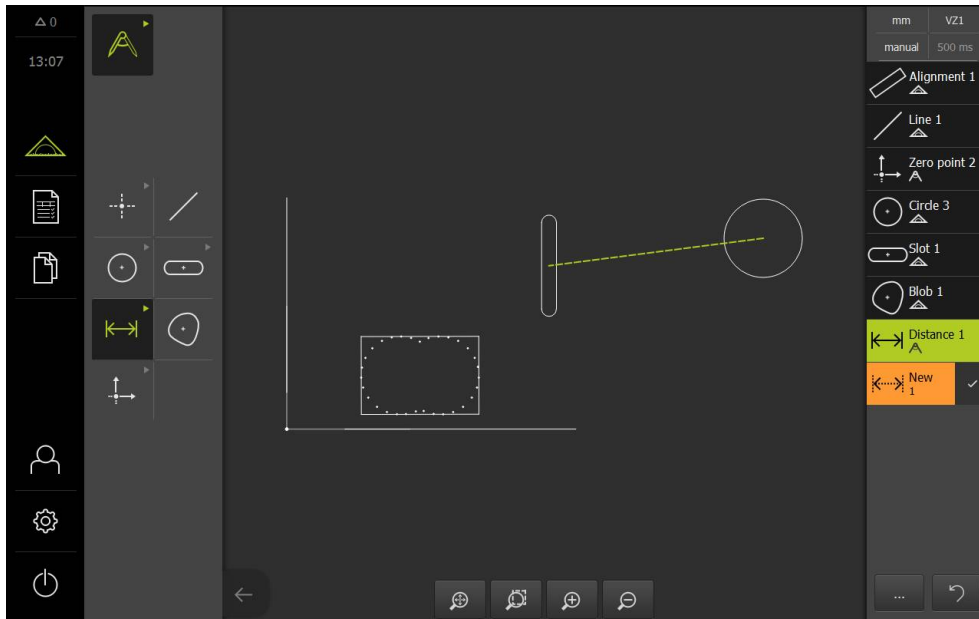 0
13:07
mm VZ1
manual 500 ms
Alignment 1
Line 1
Zero point 2
Circle 3
Slot 1
Blob 1
Distance 1
New
1
...